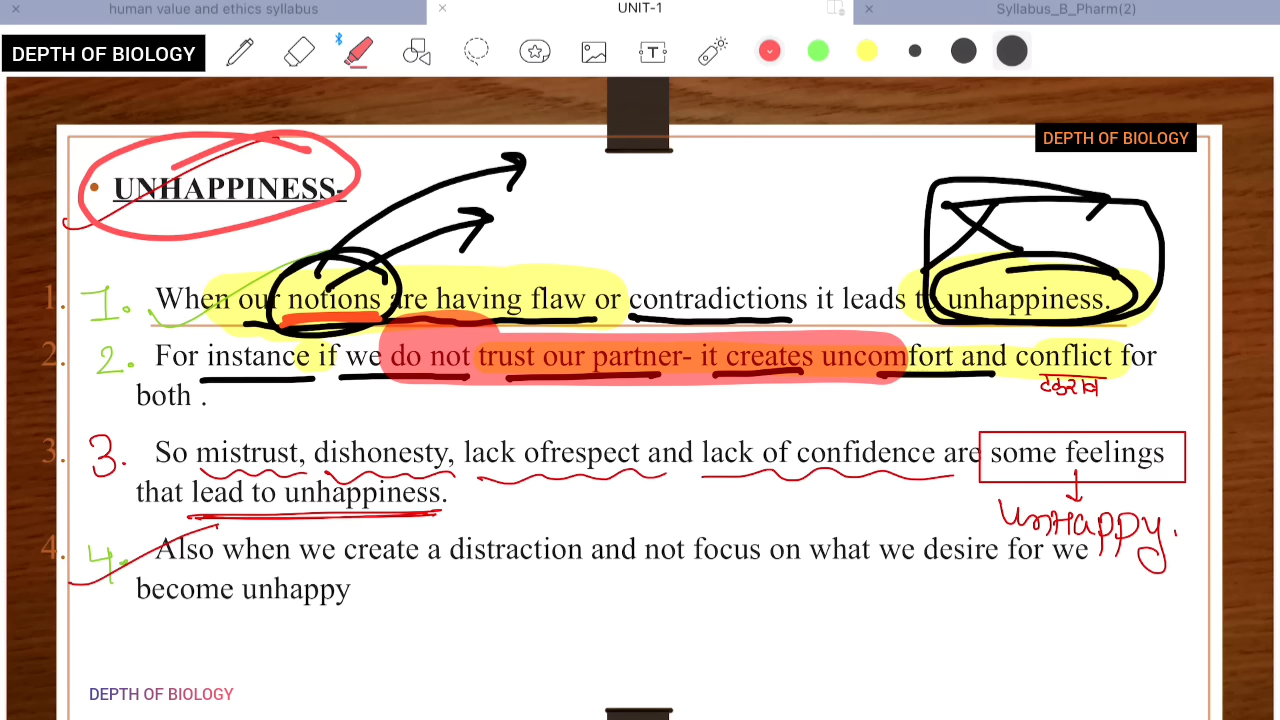 human value and ethics syllabus
UNIT-1
Syllabus_B_Pharm(2)
DEPTH OF BIOLOGY
T
DEPTH OF BIOLOGY
• UNHAPPINESS-
1. 1. When our notions are having flaw or contradictions it leads to unhappiness.
2. 2. For instance if we do not trust our partner- it creates uncomfort and conflict for
टकराव
both .
3. 3. So mistrust, dishonesty, lack ofrespect and lack of confidence are some feelings
that lead to unhappiness.
unHappy.
4. 4. Also when we create a distraction and not focus on what we desire for we
become unhappy
DEPTH OF BIOLOGY